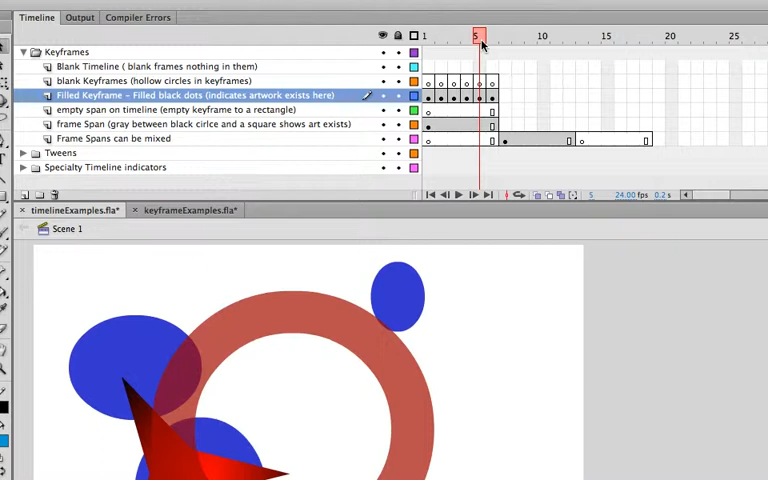 Timeline Output Compiler Errors
1 5 10 15 20 25
Keyframes
Blank Timeline ( blank frames nothing in them)
blank Keyframes (hollow circles in keyframes)
Filled Keyframe - Filled black dots (indicates artwork exists here)
empty span on timeline (empty keyframe to a rectangle)
frame Span (gray between black cirlce and a square shows art exists)
Frame Spans can be mixed
Tweens
Specialty Timeline indicators
5 24.00 fps 0.2 s
timelineExamples.fla* keyframeExamples.fla*
Scene 1